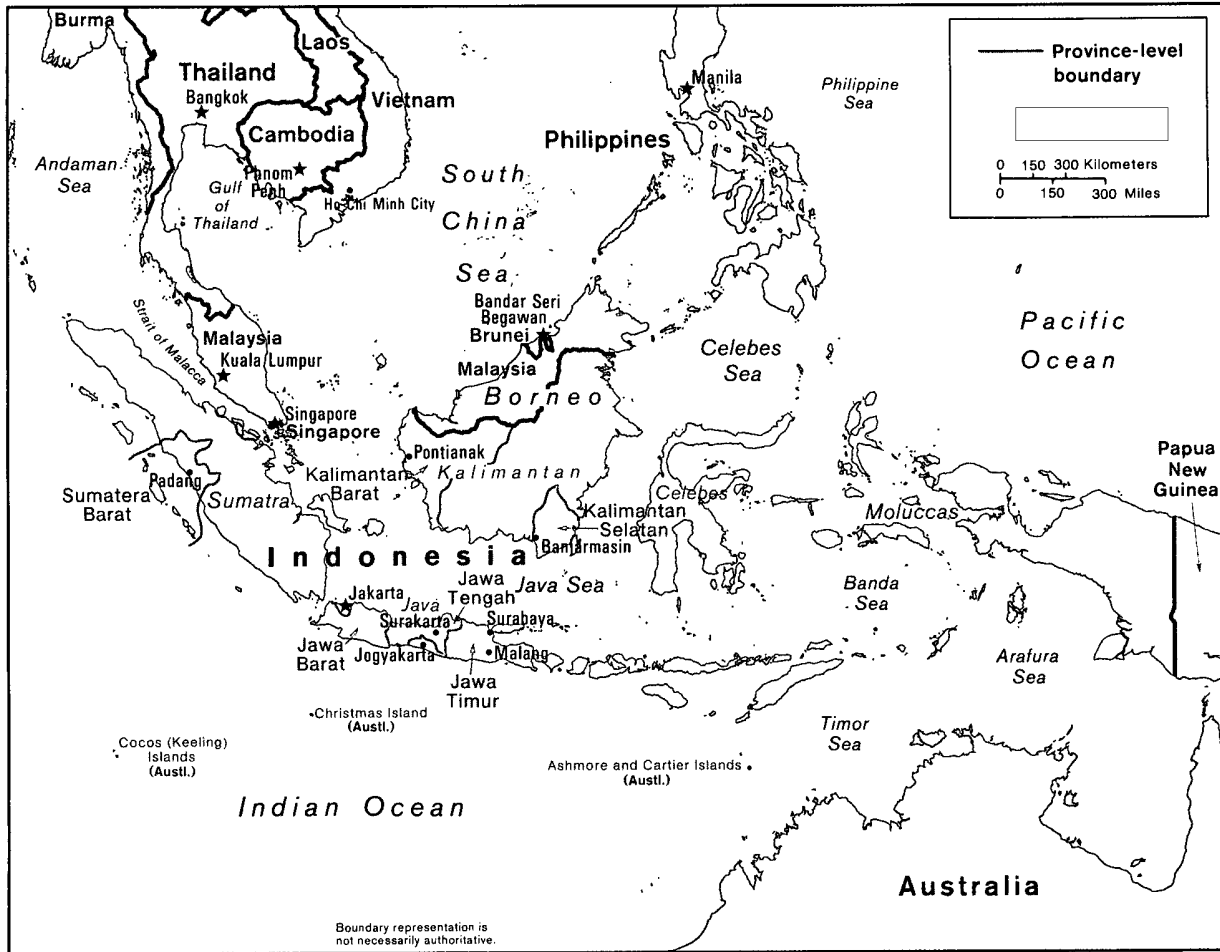 Burma
Laos
Thailand
Bangkok
Vietnam
Cambodia
Phnom
Penh
Ho Chi Minh City
Andaman
Sea
Gulf
of
Thailand
South
China
Sea
Manila
Philippines
Philippine
Sea
Province-level
boundary
0 150 300 Kilometers
0 150 300 Miles
Strait of Malacca
Malaysia
Kuala Lumpur
Singapore
Singapore
Bandar Seri
Begawan
Brunei
Malaysia
Borneo
Celebes
Sea
Pacific
Ocean
Pontianak
Kalimantan
Kalimantan
Barat
Padang
Sumatera
Barat
Sumatra
Celebes
Kalimantan
Selatan
Banjarmasin
Moluccas
Papua
New
Guinea
Indonesia
Java Sea
Banda
Sea
Jakarta
Java
Jawa
Tengah
Surakarta
Surabaya
Jawa
Barat
Jogyakarta
Malang
Jawa
Timur
Arafura
Sea
Timor
Sea
Christmas Island
(Austl.)
Cocos (Keeling)
Islands
(Austl.)
Ashmore and Cartier Islands
(Austl.)
Indian Ocean
Australia
Boundary representation is
not necessarily authoritative.